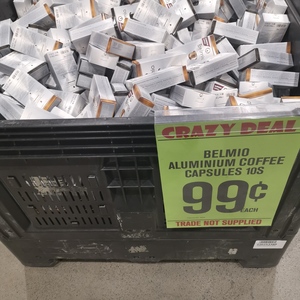 CRAZY DEAL
BELMIO
ALUMINIUM COFFEE
CAPSULES 10S
99¢
EACH
TRADE NOT SUPPLIED